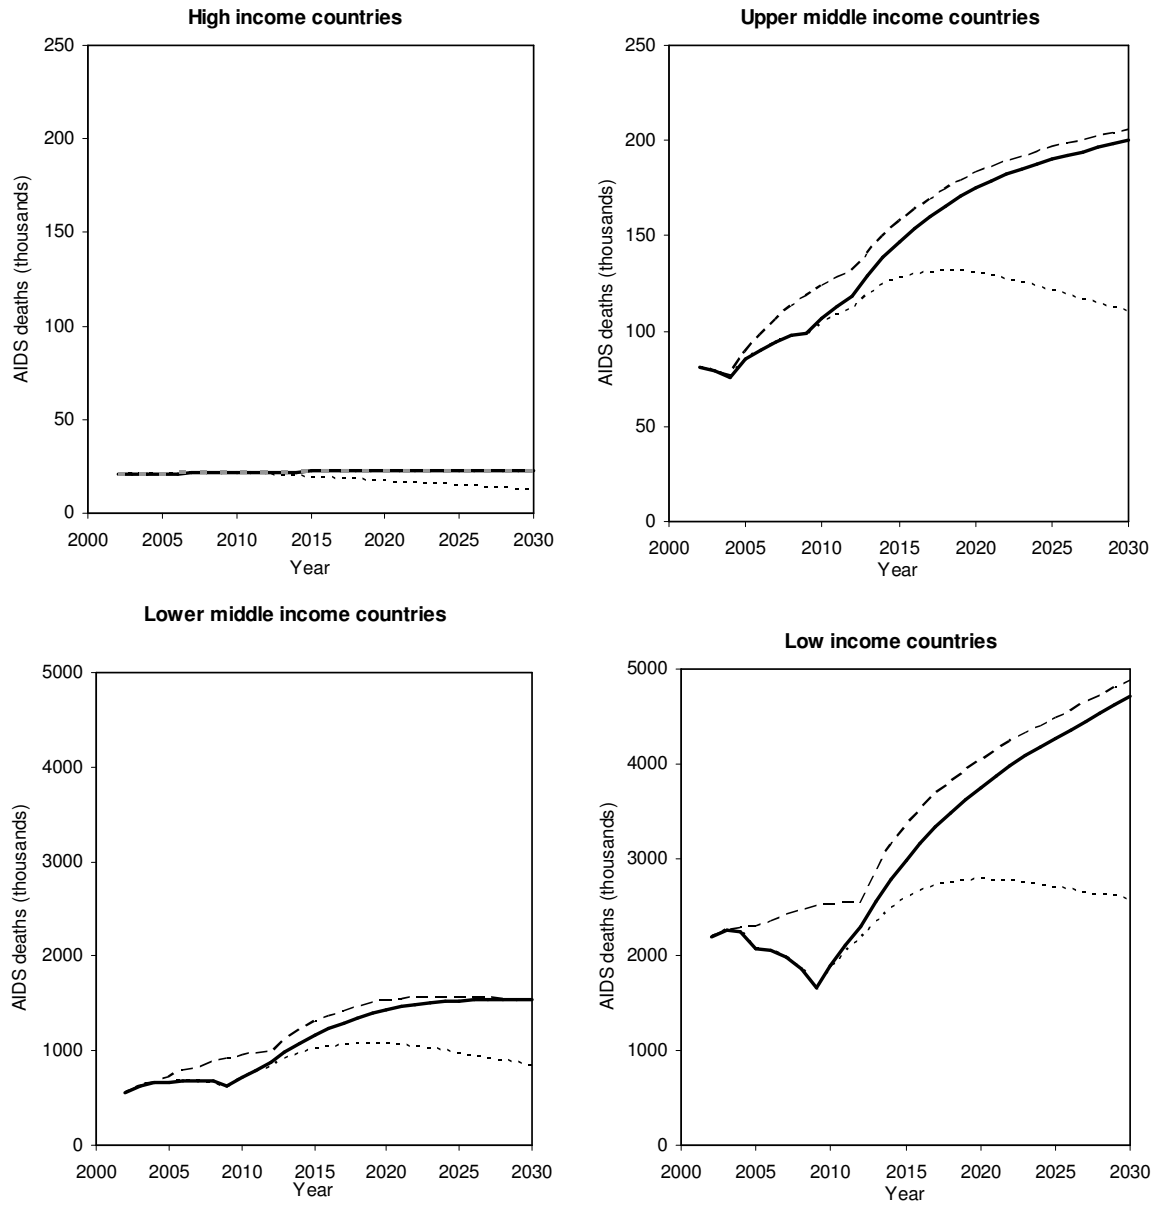 High income countries
250
200
150
100
50
0
AIDS deaths (thousands)
2000 2005 2010 2015 2020 2025 2030
Year
Upper middle income countries
250
200
150
100
50
0
AIDS deaths (thousands)
2000 2005 2010 2015 2020 2025 2030
Year
Lower middle income countries
5000
4000
3000
2000
1000
0
AIDS deaths (thousands)
2000 2005 2010 2015 2020 2025 2030
Year
Low income countries
5000
4000
3000
2000
1000
0
AIDS deaths (thousands)
2000 2005 2010 2015 2020 2025 2030
Year